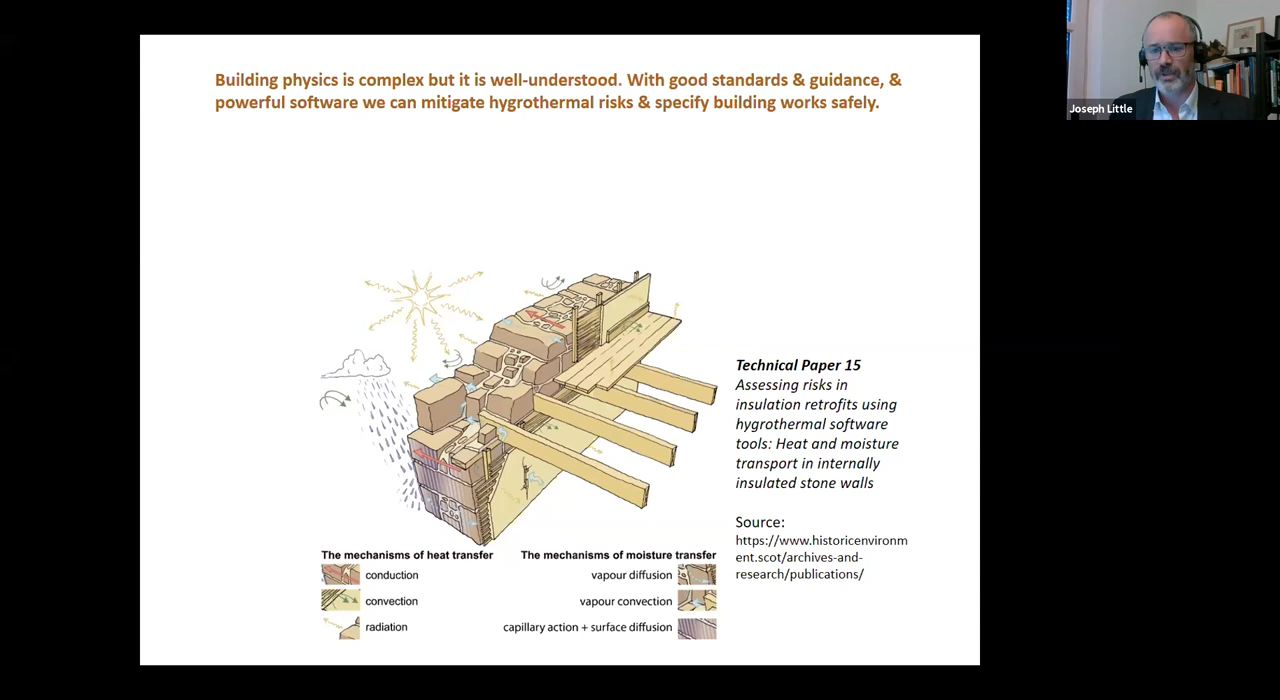 Building physics is complex but it is well-understood. With good standards & guidance, &
powerful software we can mitigate hygrothermal risks & specify building works safely.
Joseph Little
Technical Paper 15
Assessing risks in
insulation retrofits using
hygrothermal software
tools: Heat and moisture
transport in internally
insulated stone walls
Source:
https://www.historicenvironm
ent.scot/archives-and-
research/publications/
The mechanisms of heat transfer
conduction
convection
radiation
The mechanisms of moisture transfer
vapour diffusion
vapour convection
capillary action + surface diffusion